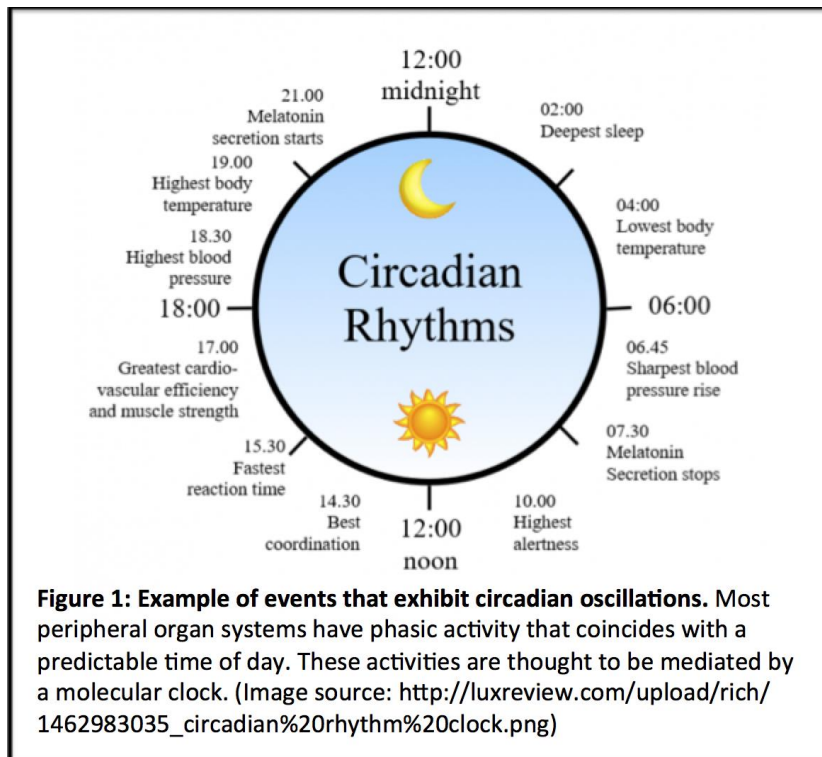 12:00
midnight
02:00
Deepest sleep
04:00
Lowest body
temperature
06:00
06.45
Sharpest blood
pressure rise
07.30
Melatonin
Secretion stops
10.00
Highest
alertness
12:00
noon
14.30
Best
coordination
15.30
Fastest
reaction time
17.00
Greatest cardio-
vascular efficiency
and muscle strength
18:00
18.30
Highest blood
pressure
19.00
Highest body
temperature
21.00
Melatonin
secretion starts
Circadian
Rhythms
Figure 1: Example of events that exhibit circadian oscillations. Most
peripheral organ systems have phasic activity that coincides with a
predictable time of day. These activities are thought to be mediated by
a molecular clock. (Image source: http://luxreview.com/upload/rich/
1462983035_circadian%20rhythm%20clock.png)